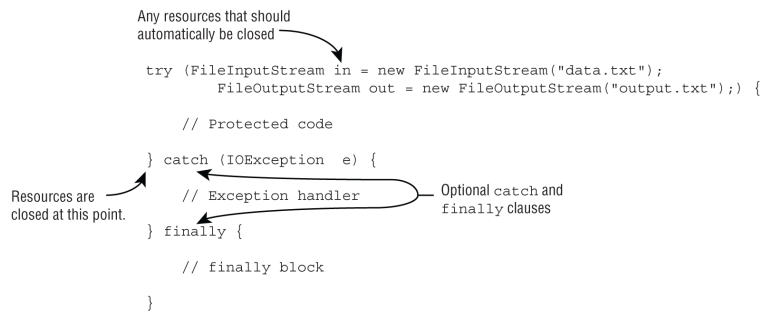 Any resources that should
automatically be closed
try (FileInputStream in = new FileInputStream("data.txt");
FileOutputStream out = new FileOutputStream("output.txt");) {
// Protected code
} catch (IOException  e) {
Resources are
closed at this point.
// Exception handler
Optional catch and
finally clauses
} finally {
// finally block
}